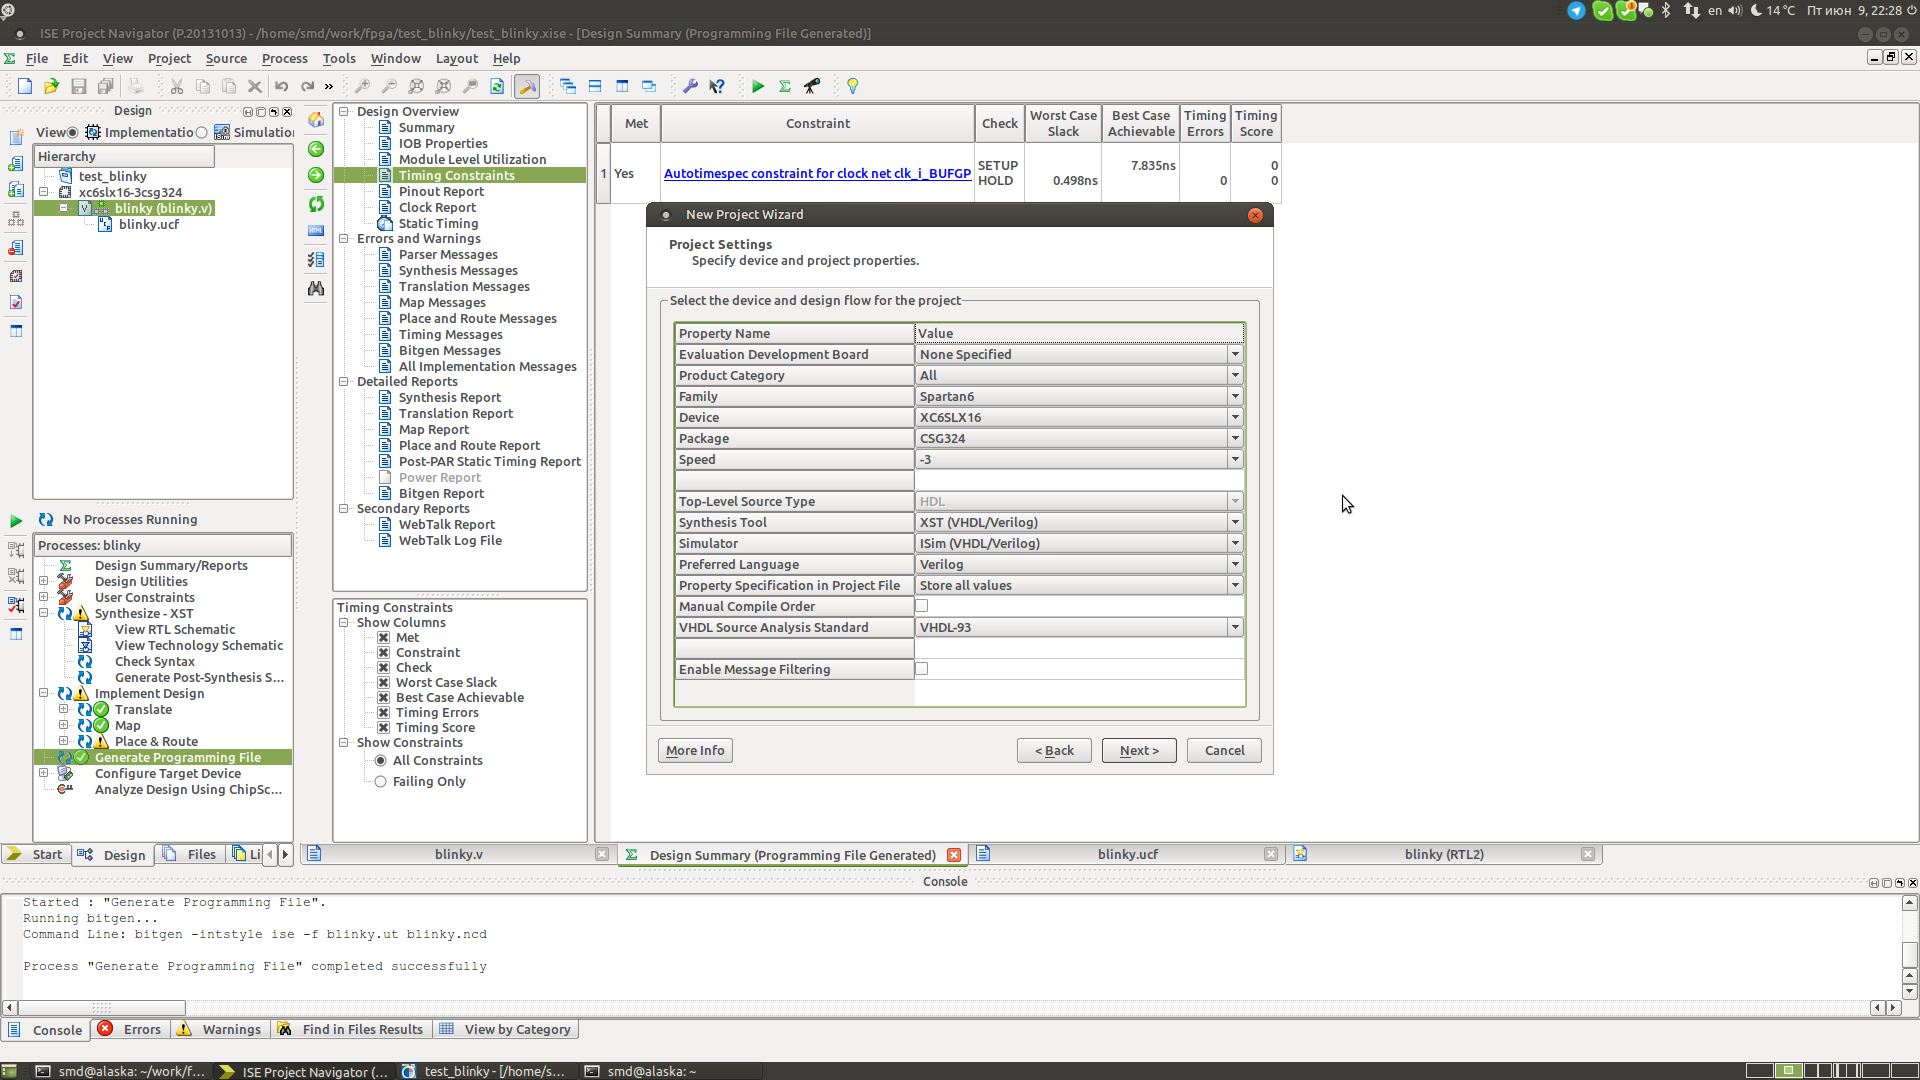 en
14 °C
Пт июн 9, 22:28
ISE Project Navigator (P.20131013) - /home/smd/work/fpga/test_blinky/test_blinky.xise - [Design Summary (Programming File Generated)]
File Edit View Project Source Process Tools Window Layout Help
Design
View Implementatio Simulation
Hierarchy
test_blinky
xc6slx16-3csg324
blinky (blinky.v)
blinky.ucf
No Processes Running
Processes: blinky
Design Summary/Reports
Design Utilities
User Constraints
Synthesize - XST
View RTL Schematic
View Technology Schematic
Check Syntax
Generate Post-Synthesis S...
Implement Design
Translate
Map
Place & Route
Generate Programming File
Configure Target Device
Analyze Design Using ChipSc...
Start Design Files Li
Design Overview
Summary
IOB Properties
Module Level Utilization
Timing Constraints
Pinout Report
Clock Report
Static Timing
Errors and Warnings
Parser Messages
Synthesis Messages
Translation Messages
Map Messages
Place and Route Messages
Timing Messages
Bitgen Messages
All Implementation Messages
Detailed Reports
Synthesis Report
Translation Report
Map Report
Place and Route Report
Post-PAR Static Timing Report
Power Report
Bitgen Report
Secondary Reports
WebTalk Report
WebTalk Log File
Timing Constraints
Show Columns
Met
Constraint
Check
Worst Case Slack
Best Case Achievable
Timing Errors
Timing Score
Show Constraints
All Constraints
Failing Only
Met Constraint Check Worst Case Slack Best Case Achievable Timing Errors Timing Score
1 Yes Autotimespec constraint for clock net clk_i_BUFGP SETUP 7.835ns 0
HOLD 0.498ns 0 0
New Project Wizard
Project Settings
Specify device and project properties.
Select the device and design flow for the project
Property Name Value
Evaluation Development Board None Specified
Product Category All
Family Spartan6
Device XC6SLX16
Package CSG324
Speed -3
Top-Level Source Type HDL
Synthesis Tool XST (VHDL/Verilog)
Simulator ISim (VHDL/Verilog)
Preferred Language Verilog
Property Specification in Project File Store all values
Manual Compile Order
VHDL Source Analysis Standard VHDL-93
Enable Message Filtering
More Info < Back Next > Cancel
blinky.v Design Summary (Programming File Generated) blinky.ucf blinky (RTL2)
Console
Started : "Generate Programming File".
Running bitgen...
Command Line: bitgen -intstyle ise -f blinky.ut blinky.ncd
Process "Generate Programming File" completed successfully
Console Errors Warnings Find in Files Results View by Category
smd@alaska: ~/work/f... ISE Project Navigator (... test_blinky - [/home/s... smd@alaska: ~